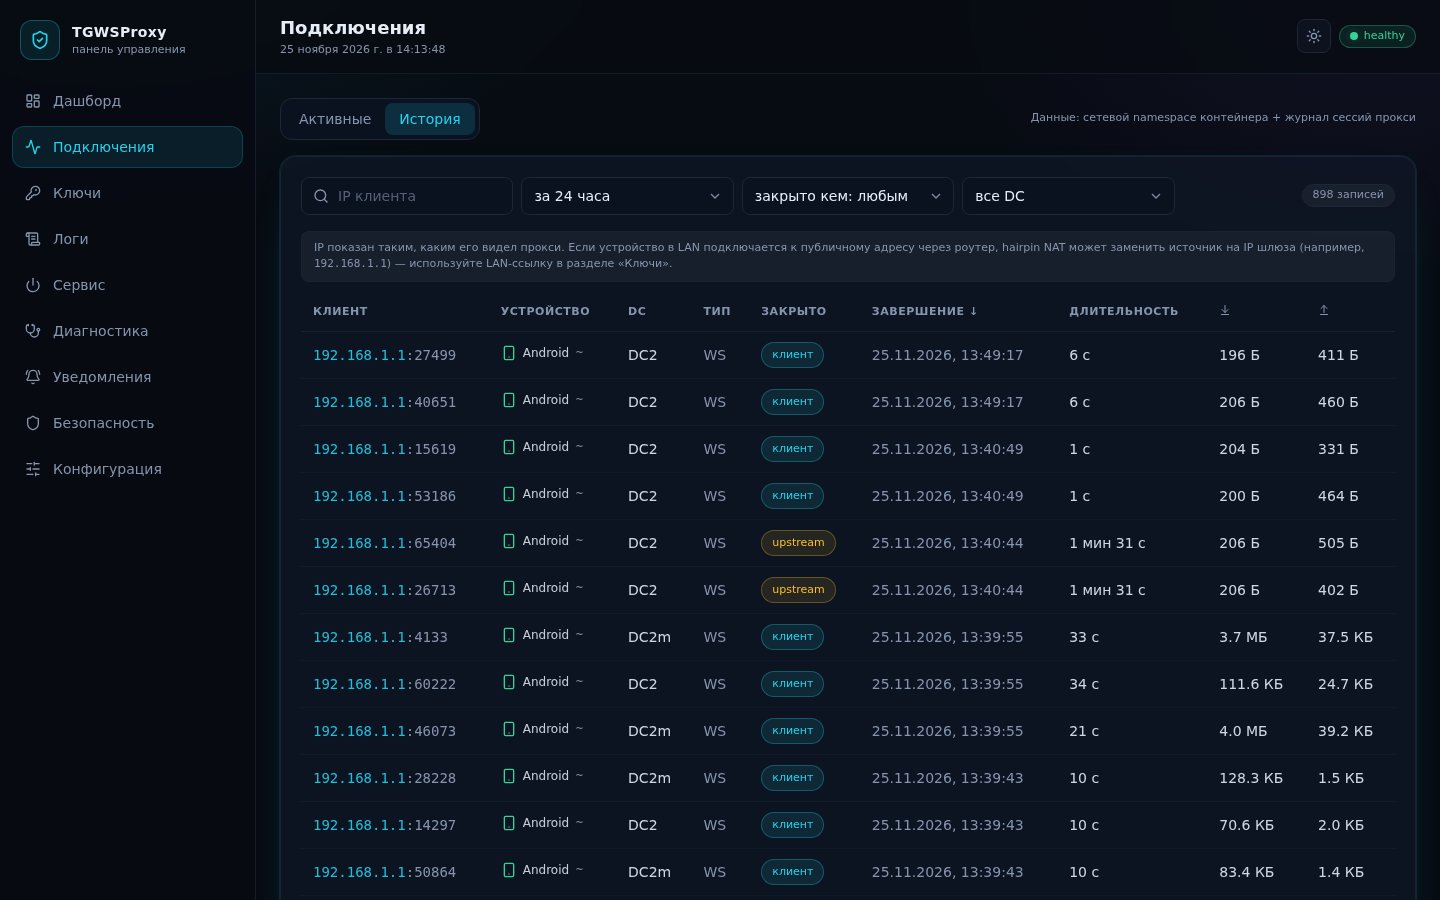 TGWSProxy
панель управления
Дашборд
Подключения
Ключи
Логи
Сервис
Диагностика
Уведомления
Безопасность
Конфигурация
Подключения
25 ноября 2026 г. в 14:13:48
healthy
Активные История
Данные: сетевой namespace контейнера + журнал сессий прокси
IP клиента за 24 часа закрыто кем: любым все DC 898 записей
IP показан таким, каким его видел прокси. Если устройство в LAN подключается к публичному адресу через роутер, hairpin NAT может заменить источник на IP шлюза (например,
192.168.1.1) — используйте LAN-ссылку в разделе «Ключи».
КЛИЕНТ УСТРОЙСТВО DC ТИП ЗАКРЫТО ЗАВЕРШЕНИЕ ↓ ДЛИТЕЛЬНОСТЬ
192.168.1.1:27499 Android ~ DC2 WS клиент 25.11.2026, 13:49:17 6 с 196 Б 411 Б
192.168.1.1:40651 Android ~ DC2 WS клиент 25.11.2026, 13:49:17 6 с 206 Б 460 Б
192.168.1.1:15619 Android ~ DC2 WS клиент 25.11.2026, 13:40:49 1 с 204 Б 331 Б
192.168.1.1:53186 Android ~ DC2 WS клиент 25.11.2026, 13:40:49 1 с 200 Б 464 Б
192.168.1.1:65404 Android ~ DC2 WS upstream 25.11.2026, 13:40:44 1 мин 31 с 206 Б 505 Б
192.168.1.1:26713 Android ~ DC2 WS upstream 25.11.2026, 13:40:44 1 мин 31 с 206 Б 402 Б
192.168.1.1:4133 Android ~ DC2m WS клиент 25.11.2026, 13:39:55 33 с 3.7 МБ 37.5 КБ
192.168.1.1:60222 Android ~ DC2 WS клиент 25.11.2026, 13:39:55 34 с 111.6 КБ 24.7 КБ
192.168.1.1:46073 Android ~ DC2m WS клиент 25.11.2026, 13:39:55 21 с 4.0 МБ 39.2 КБ
192.168.1.1:28228 Android ~ DC2m WS клиент 25.11.2026, 13:39:43 10 с 128.3 КБ 1.5 КБ
192.168.1.1:14297 Android ~ DC2 WS клиент 25.11.2026, 13:39:43 10 с 70.6 КБ 2.0 КБ
192.168.1.1:50864 Android ~ DC2m WS клиент 25.11.2026, 13:39:43 10 с 83.4 КБ 1.4 КБ